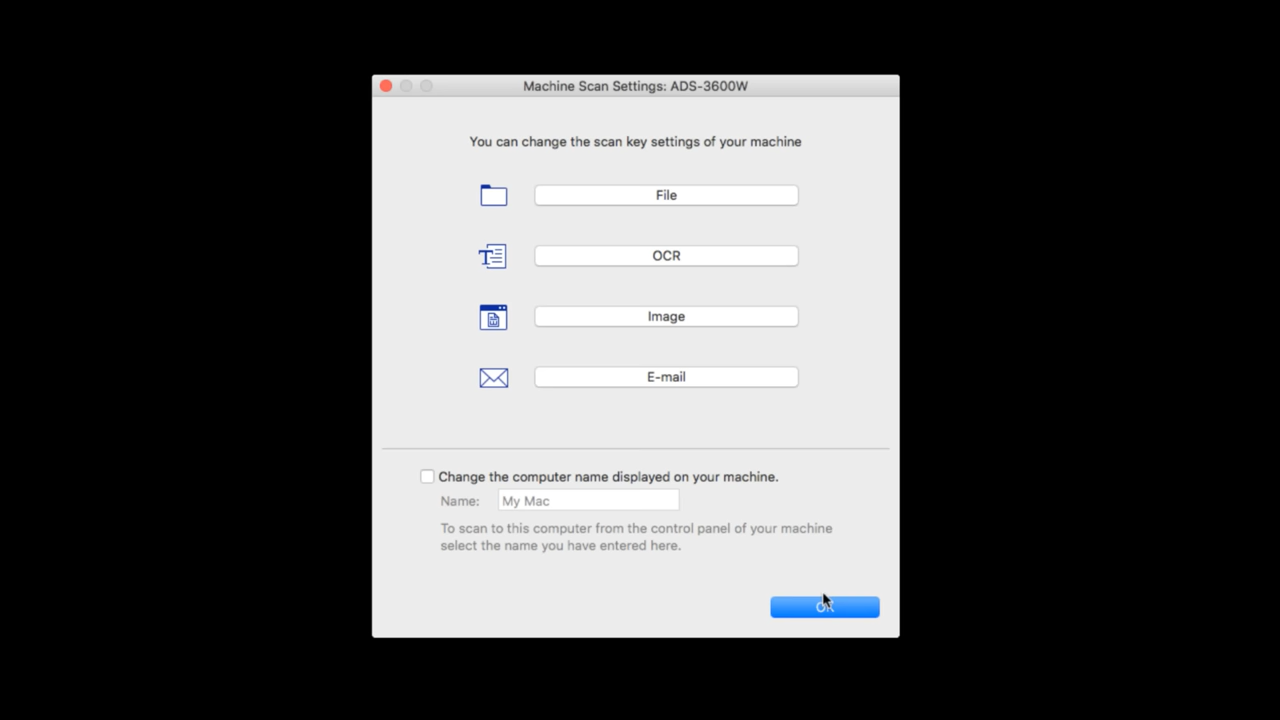 Machine Scan Settings: ADS-3600W
You can change the scan key settings of your machine
File
OCR
Image
E-mail
Change the computer name displayed on your machine.
Name: My Mac
To scan to this computer from the control panel of your machine
select the name you have entered here.
OK